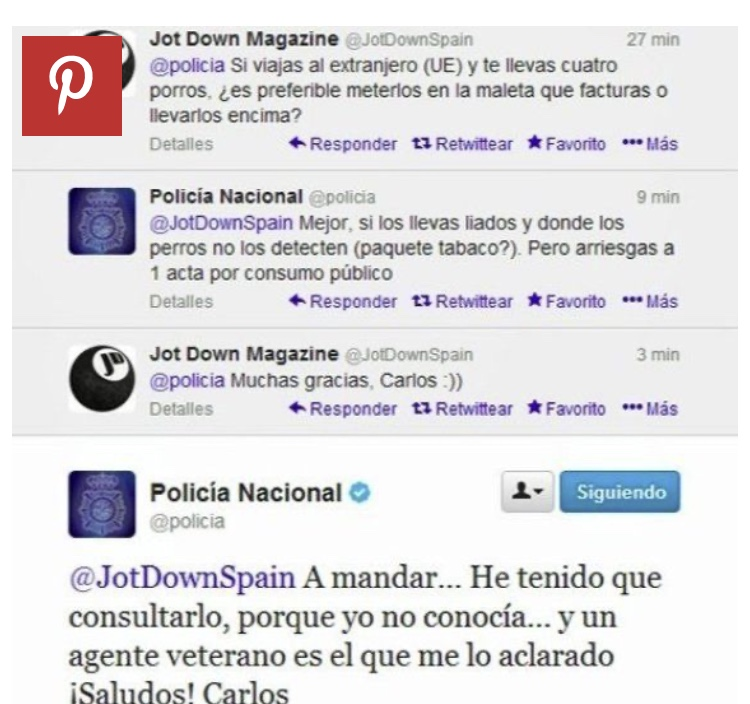 Jot Down Magazine @JotDownSpain 27 min
@policia Si viajas al extranjero (UE) y te llevas cuatro
porros, ¿es preferible meterlos en la maleta que facturas o
llevarlos encima?
Detalles Responder Retwittear Favorito Más
Policía Nacional @policia 9 min
@JotDownSpain Mejor, si los llevas liados y donde los
perros no los detecten (paquete tabaco?). Pero arriesgas a
1 acta por consumo público
Detalles Responder Retwittear Favorito Más
Jot Down Magazine @JotDownSpain 3 min
@policia Muchas gracias, Carlos :))
Detalles Responder Retwittear Favorito Más
Policía Nacional
@policia
Siguiendo
@JotDownSpain A mandar... He tenido que
consultarlo, porque yo no conocía... y un
agente veterano es el que me lo aclarado
¡Saludos! Carlos